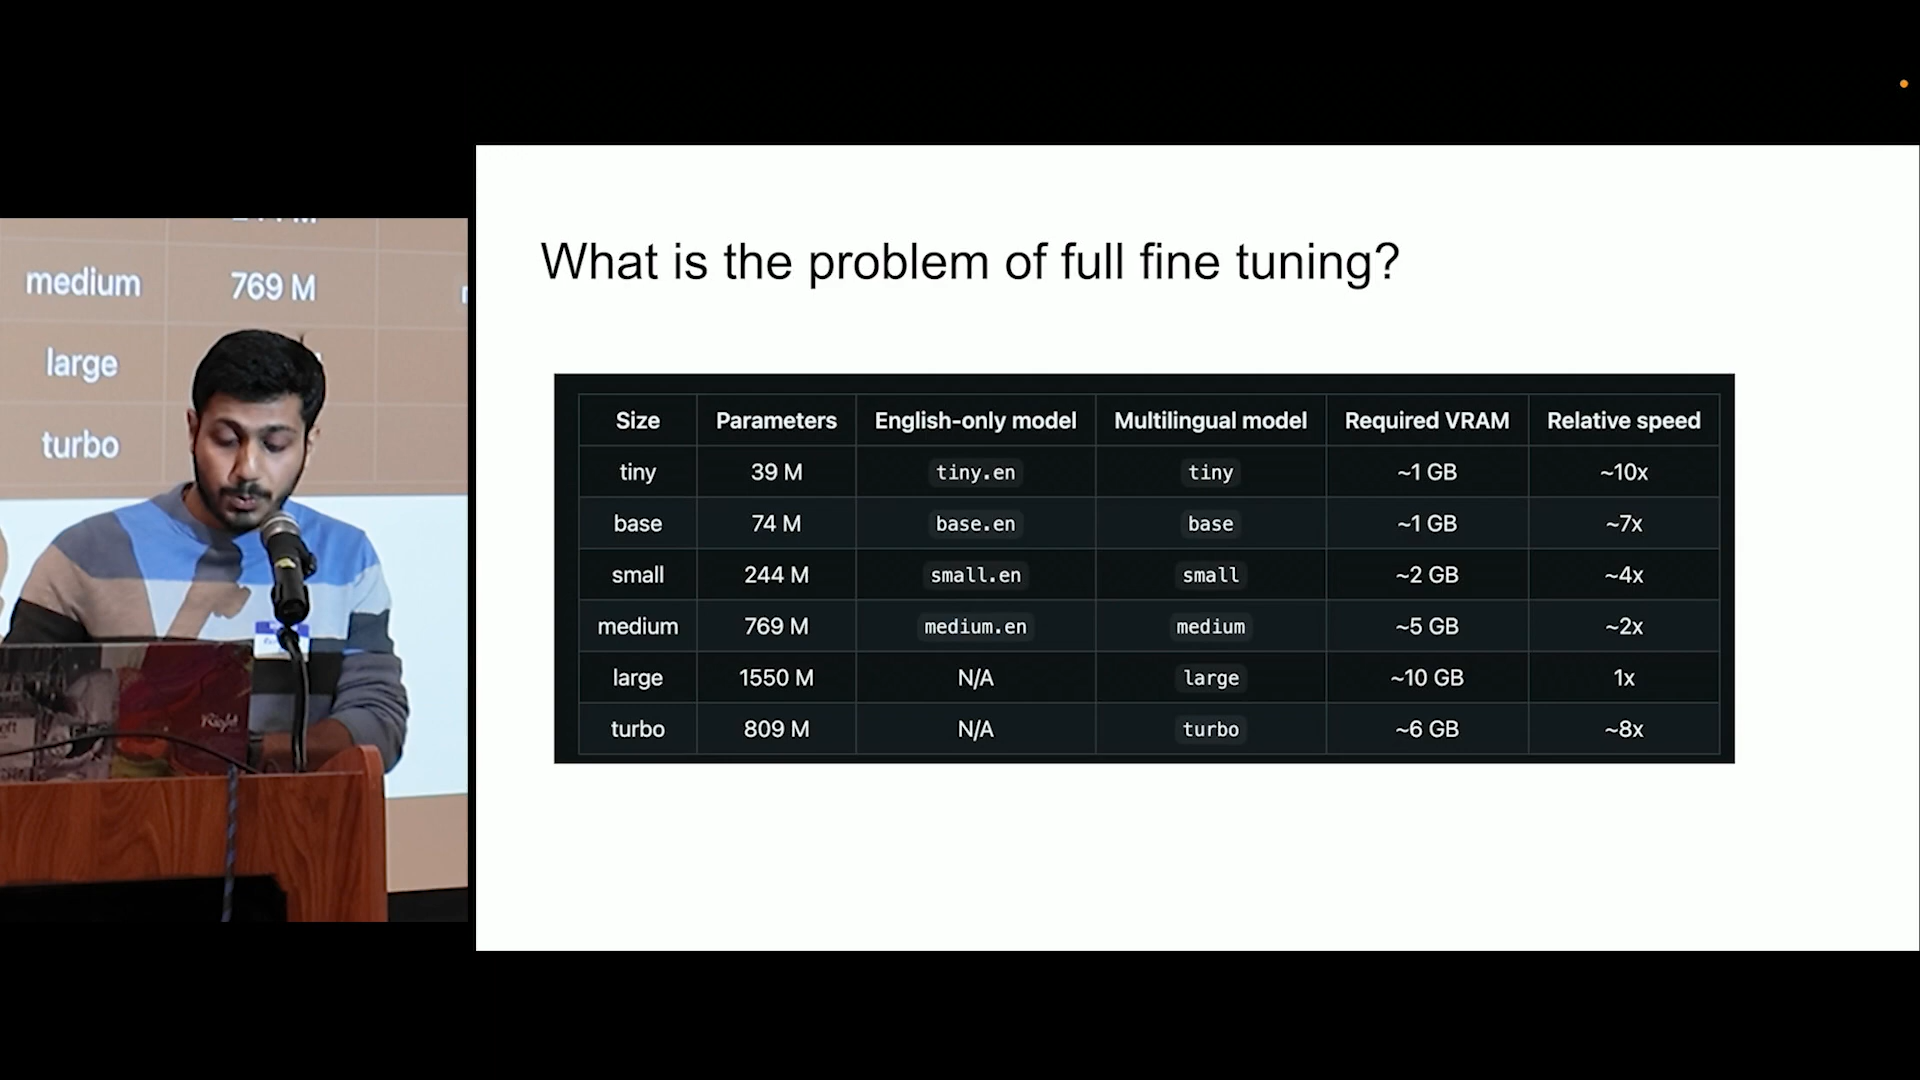 medium 769 M
large
turbo
Right
What is the problem of full fine tuning?
Size Parameters English-only model Multilingual model Required VRAM Relative speed
tiny 39 M tiny.en tiny ~1 GB ~10x
base 74 M base.en base ~1 GB ~7x
small 244 M small.en small ~2 GB ~4x
medium 769 M medium.en medium ~5 GB ~2x
large 1550 M N/A large ~10 GB 1x
turbo 809 M N/A turbo ~6 GB ~8x